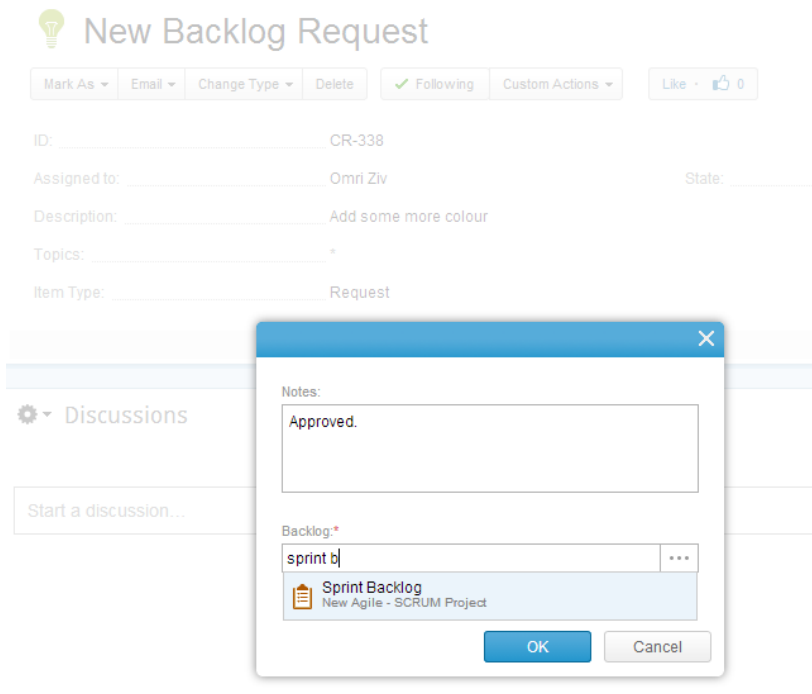 New Backlog Request
Mark As Email Change Type Delete Following Custom Actions Like · 0
ID: CR-338
Assigned to: Omri Ziv State:
Description: Add some more colour
Topics: *
Item Type: Request
Notes:
Approved.
Discussions
Start a discussion...
Backlog:*
sprint b
Sprint Backlog
New Agile - SCRUM Project
OK Cancel